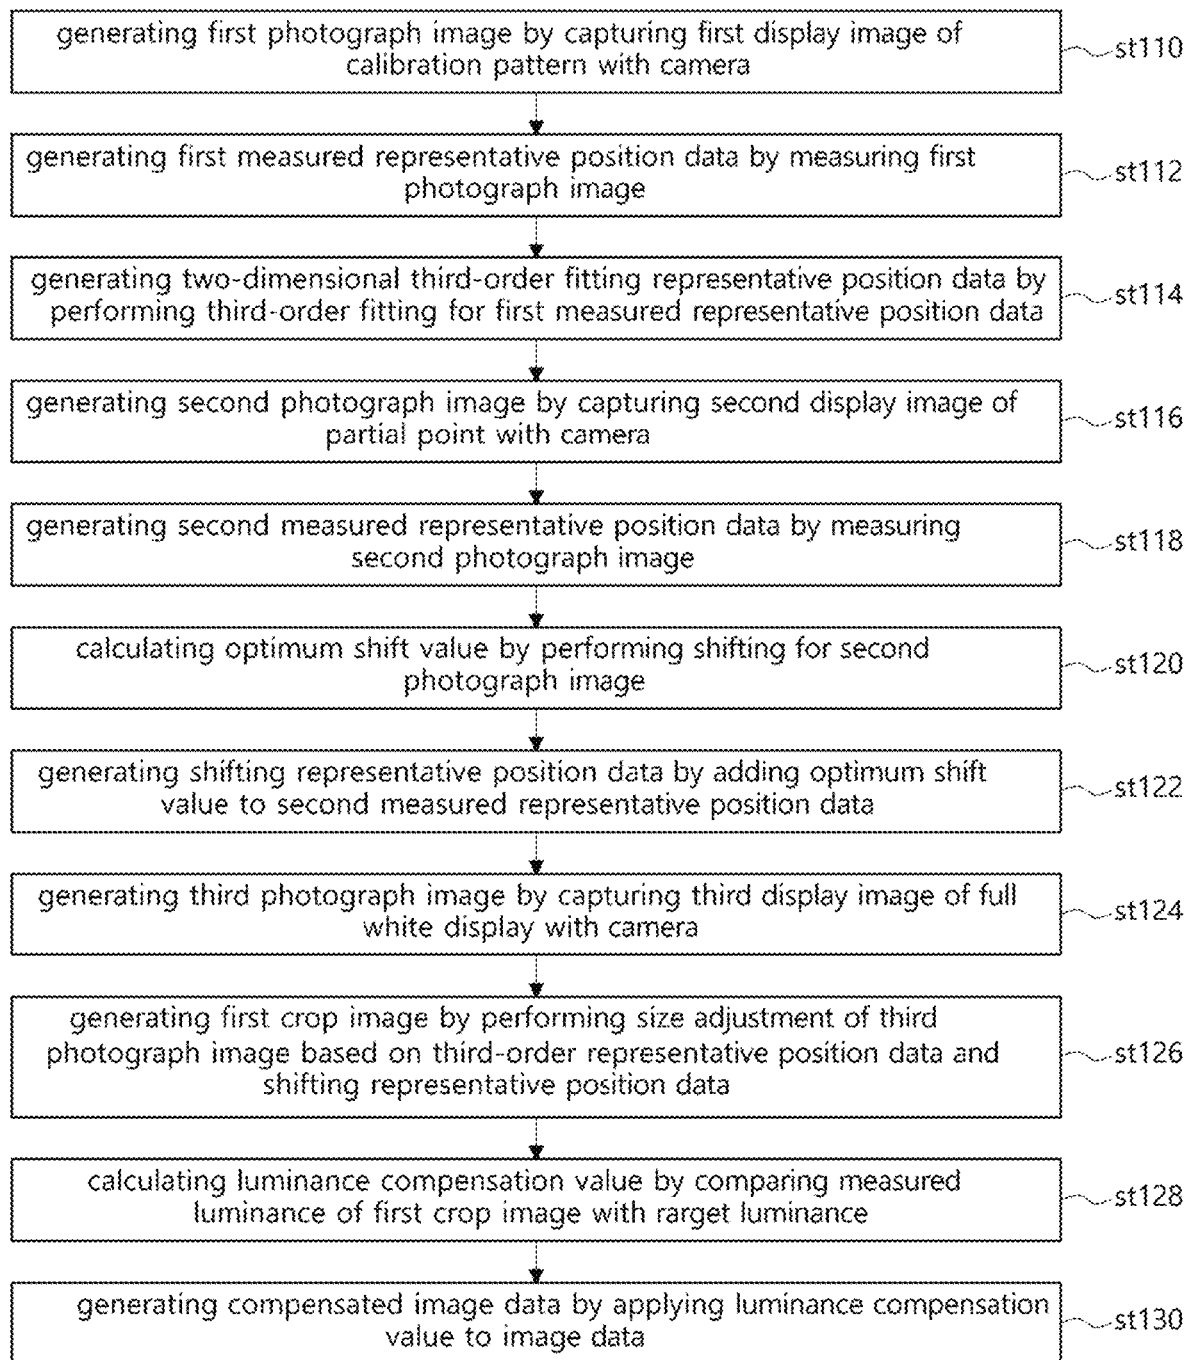 generating first photograph image by capturing first display image of
calibration pattern with camera
st110
generating first measured representative position data by measuring first
photograph image
st112
generating two-dimensional third-order fitting representative position data by
performing third-order fitting for first measured representative position data
st114
generating second photograph image by capturing second display image of
partial point with camera
st116
generating second measured representative position data by measuring
second photograph image
st118
calculating optimum shift value by performing shifting for second
photograph image
st120
generating shifting representative position data by adding optimum shift
value to second measured representative position data
st122
generating third photograph image by capturing third display image of full
white display with camera
st124
generating first crop image by performing size adjustment of third
photograph image based on third-order representative position data and
shifting representative position data
st126
calculating luminance compensation value by comparing measured
luminance of first crop image with rarget luminance
st128
generating compensated image data by applying luminance compensation
value to image data
st130